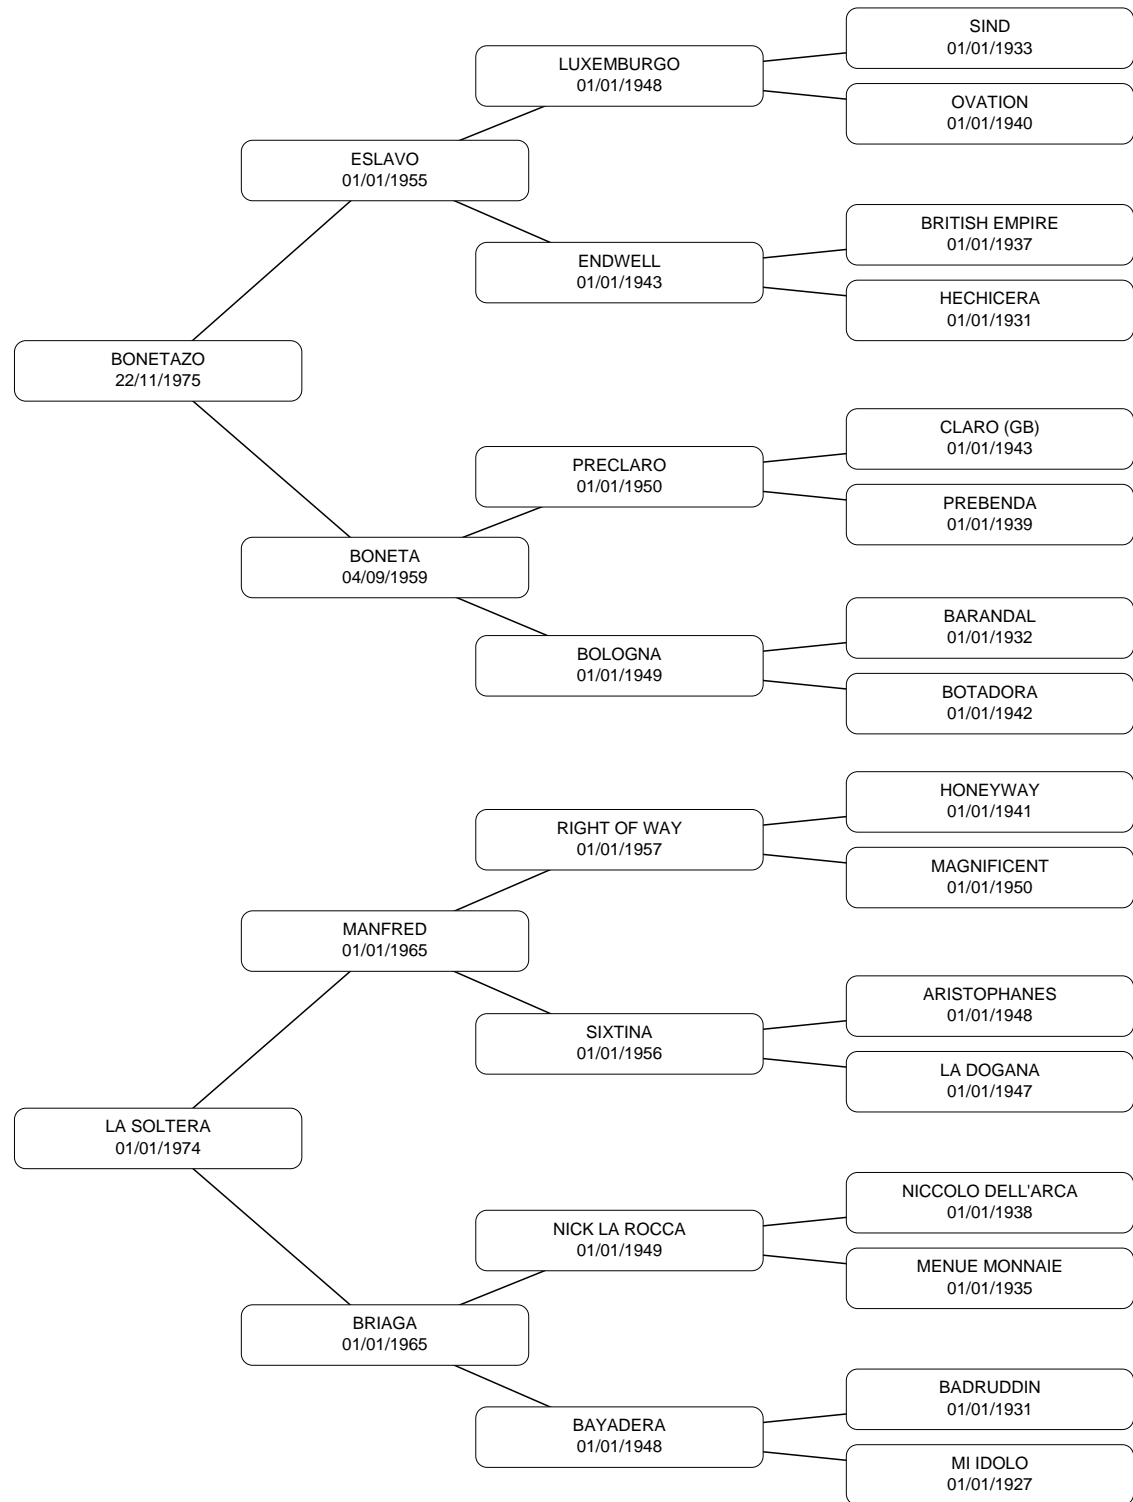 SIND
01/01/1933
LUXEMBURGO
01/01/1948
OVATION
01/01/1940
ESLAVO
01/01/1955
BRITISH EMPIRE
01/01/1937
ENDWELL
01/01/1943
HECHICERA
01/01/1931
BONETAZO
22/11/1975
CLARO (GB)
01/01/1943
PRECLARO
01/01/1950
PREBENDA
01/01/1939
BONETA
04/09/1959
BARANDAL
01/01/1932
BOLOGNA
01/01/1949
BOTADORA
01/01/1942
HONEYWAY
01/01/1941
RIGHT OF WAY
01/01/1957
MAGNIFICENT
01/01/1950
MANFRED
01/01/1965
ARISTOPHANES
01/01/1948
SIXTINA
01/01/1956
LA DOGANA
01/01/1947
LA SOLTERA
01/01/1974
NICCOLO DELL'ARCA
01/01/1938
NICK LA ROCCA
01/01/1949
MENUE MONNAIE
01/01/1935
BRIAGA
01/01/1965
BADRUDDIN
01/01/1931
BAYADERA
01/01/1948
MI IDOLO
01/01/1927